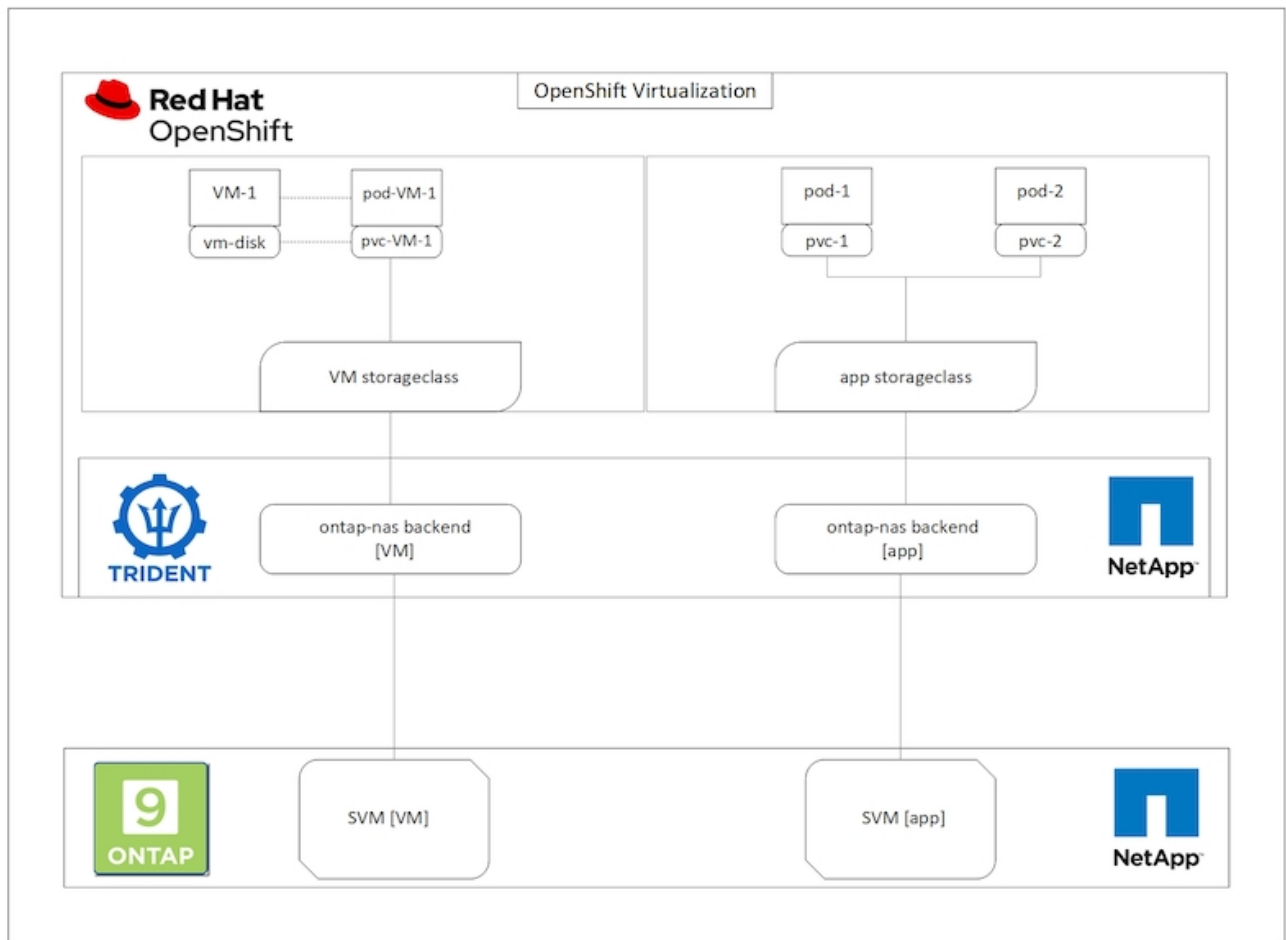 OpenShift Virtualization
Red Hat
OpenShift
VM-1
pod-VM-1
vm-disk
pvc-VM-1
pod-1
pod-2
pvc-1
pvc-2
VM storageclass
app storageclass
TRIDENT
ontap-nas backend
[VM]
ontap-nas backend
[app]
NetApp™
9
ONTAP
SVM [VM]
SVM [app]
NetApp™